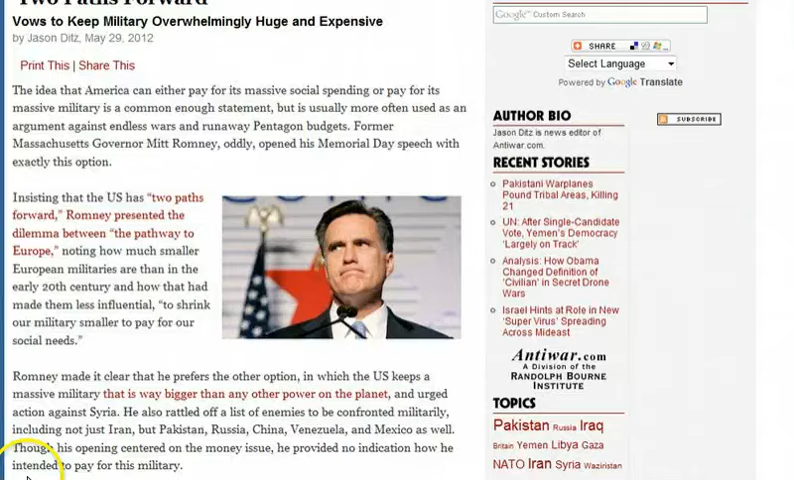 Two Paths Forward
Vows to Keep Military Overwhelmingly Huge and Expensive
by Jason Ditz, May 29, 2012
Print This | Share This
The idea that America can either pay for its massive social spending or pay for its
massive military is a common enough statement, but is usually more often used as an
argument against endless wars and runaway Pentagon budgets. Former
Massachusetts Governor Mitt Romney, oddly, opened his Memorial Day speech with
exactly this option.
Insisting that the US has “two paths
forward,” Romney presented the
dilemma between “the pathway to
Europe,” noting how much smaller
European militaries are than in the
early 20th century and how that had
made them less influential, “to shrink
our military smaller to pay for our
social needs.”
Romney made it clear that he prefers the other option, in which the US keeps a
massive military that is way bigger than any other power on the planet, and urged
action against Syria. He also rattled off a list of enemies to be confronted militarily,
including not just Iran, but Pakistan, Russia, China, Venezuela, and Mexico as well.
Though his opening centered on the money issue, he provided no indication how he
intended to pay for this military.
Google Custom Search
SHARE
Select Language
Powered by Google Translate
AUTHOR BIO
Jason Ditz is news editor of
Antiwar.com.
SUBSCRIBE
RECENT STORIES
Pakistani Warplanes
Pound Tribal Areas, Killing
21
UN: After Single-Candidate
Vote, Yemen's Democracy
'Largely on Track'
Analysis: How Obama
Changed Definition of
'Civilian' in Secret Drone
Wars
Israel Hints at Role in New
'Super Virus' Spreading
Across Mideast
Antiwar.com
A Division of the
RANDOLPH BOURNE
INSTITUTE
TOPICS
Pakistan Russia Iraq
Britain Yemen Libya Gaza
NATO Iran Syria Waziristan